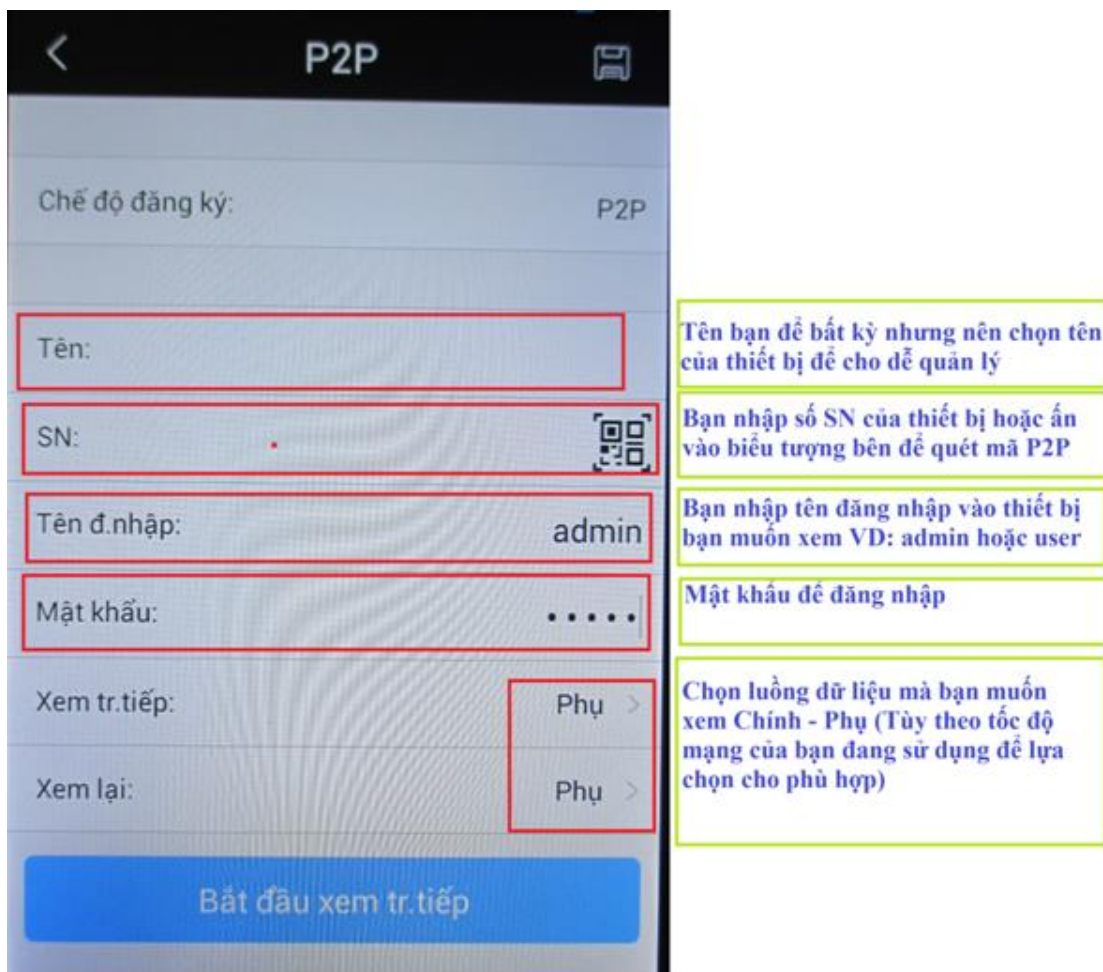 P2P
Chế độ đăng ký:
P2P
Tên:
Tên bạn để bất kỳ nhưng nên chọn tên
của thiết bị để cho dễ quản lý
SN:
Bạn nhập số SN của thiết bị hoặc ấn
vào biểu tượng bên để quét mã P2P
Tên đ.nhập:
admin
Bạn nhập tên đăng nhập vào thiết bị
bạn muốn xem VD: admin hoặc user
Mật khẩu:
•••••
Mật khẩu để đăng nhập
Xem tr.tiếp:
Phụ >
Xem lại:
Phụ >
Chọn luồng dữ liệu mà bạn muốn
xem Chính - Phụ (Tùy theo tốc độ
mạng của bạn đang sử dụng để lựa
chọn cho phù hợp)
Bắt đầu xem tr.tiếp